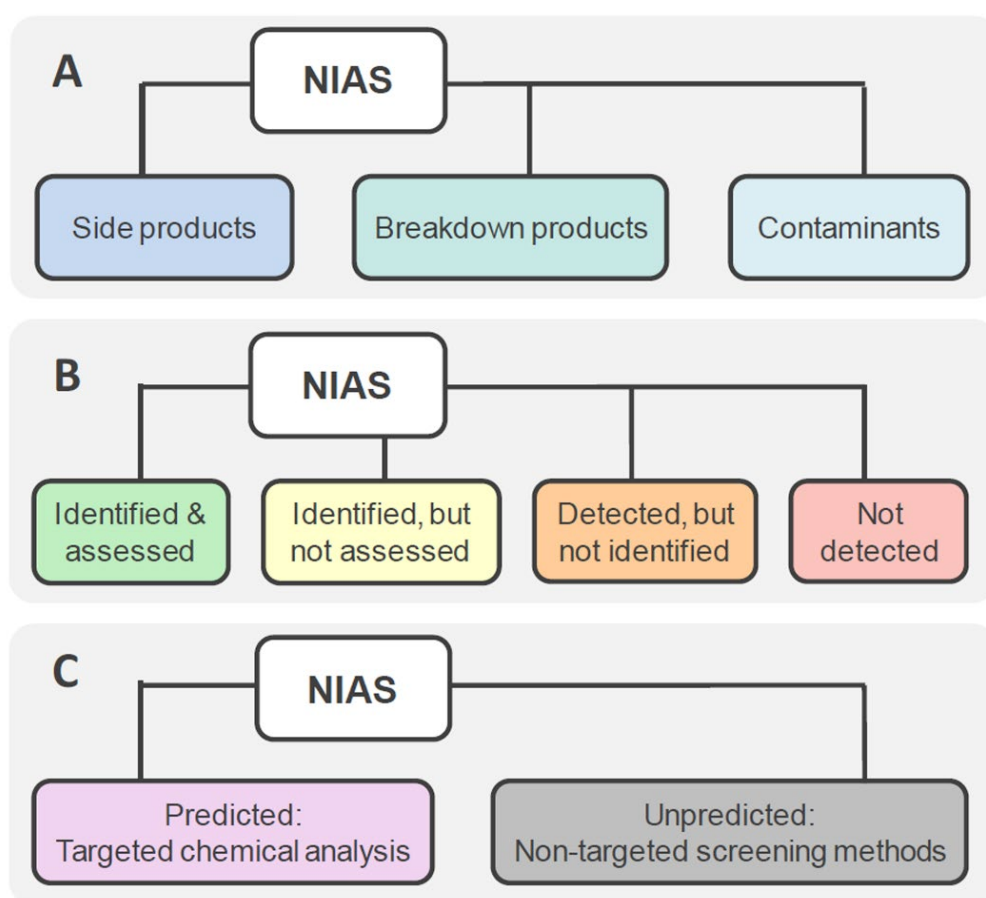 A
NIAS
Side products
Breakdown products
Contaminants
B
NIAS
Identified &
assessed
Identified, but
not assessed
Detected, but
not identified
Not
detected
C
NIAS
Predicted:
Targeted chemical analysis
Unpredicted:
Non-targeted screening methods